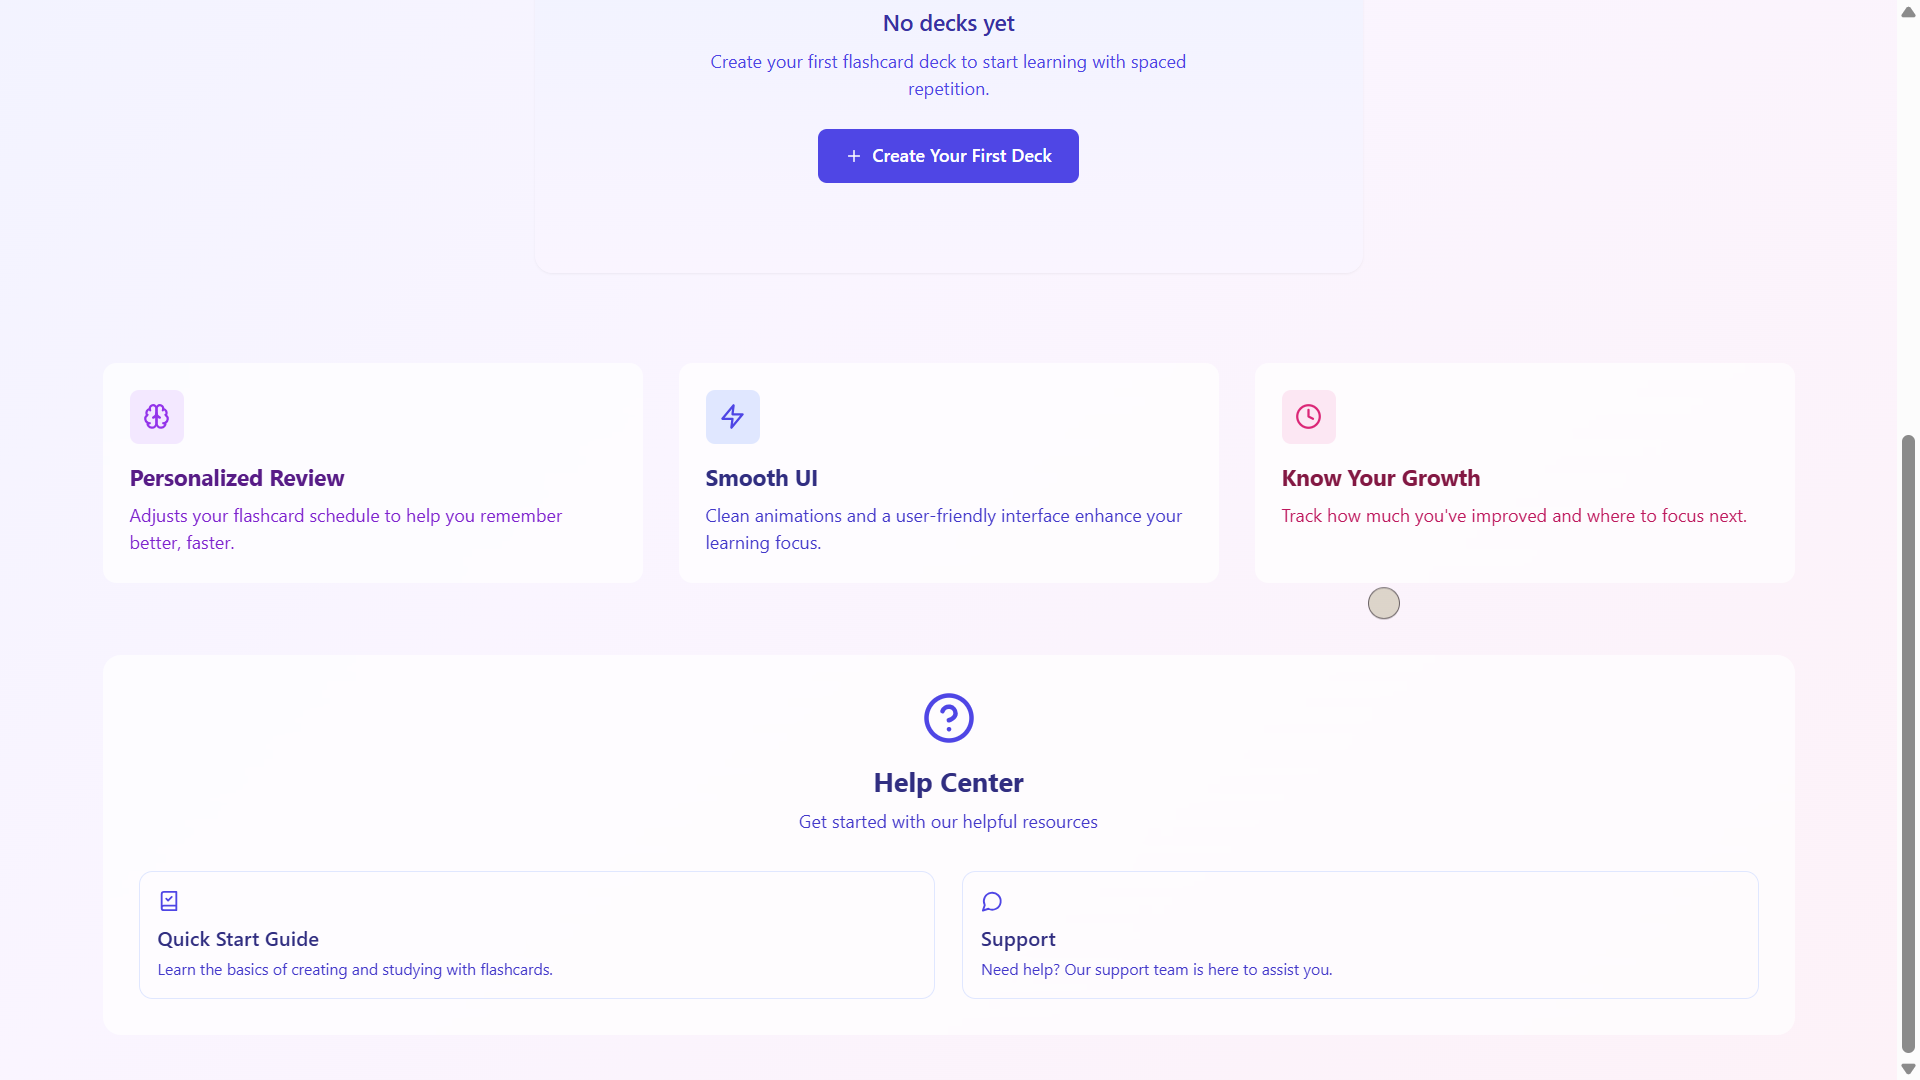 No decks yet
Create your first flashcard deck to start learning with spaced
repetition.
+ Create Your First Deck
Personalized Review
Adjusts your flashcard schedule to help you remember
better, faster.
Smooth UI
Clean animations and a user-friendly interface enhance your
learning focus.
Know Your Growth
Track how much you've improved and where to focus next.
Help Center
Get started with our helpful resources
Quick Start Guide
Learn the basics of creating and studying with flashcards.
Support
Need help? Our support team is here to assist you.